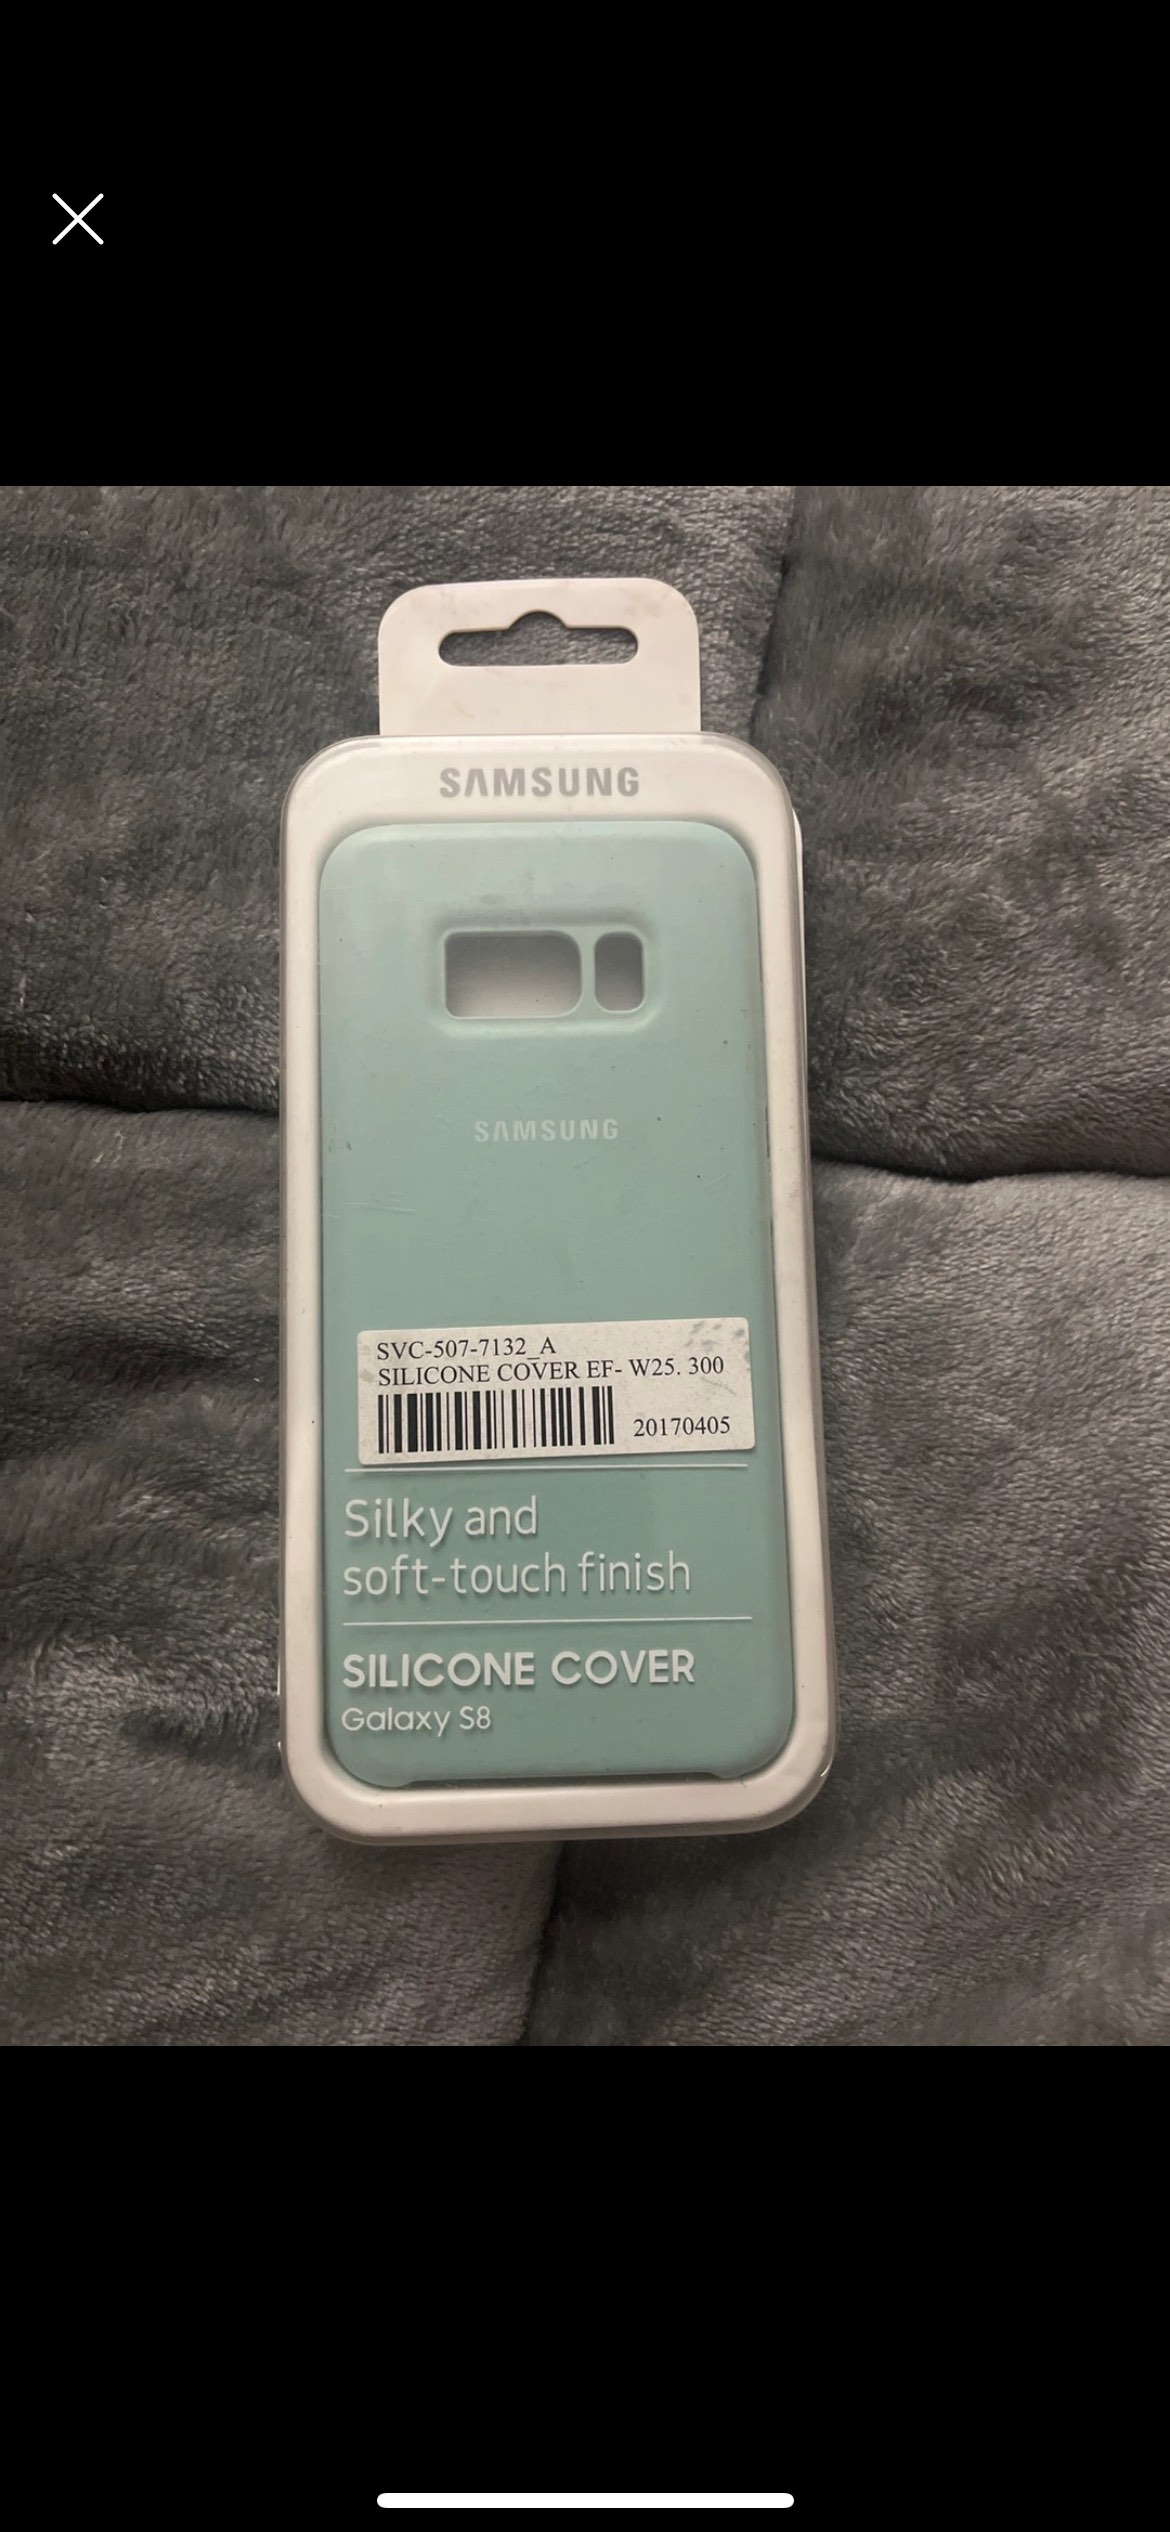 SAMSUNG
SAMSUNG
SVC-507-7132_A
SILICONE COVER EF- W25. 300
20170405
Silky and
soft-touch finish
SILICONE COVER
Galaxy S8